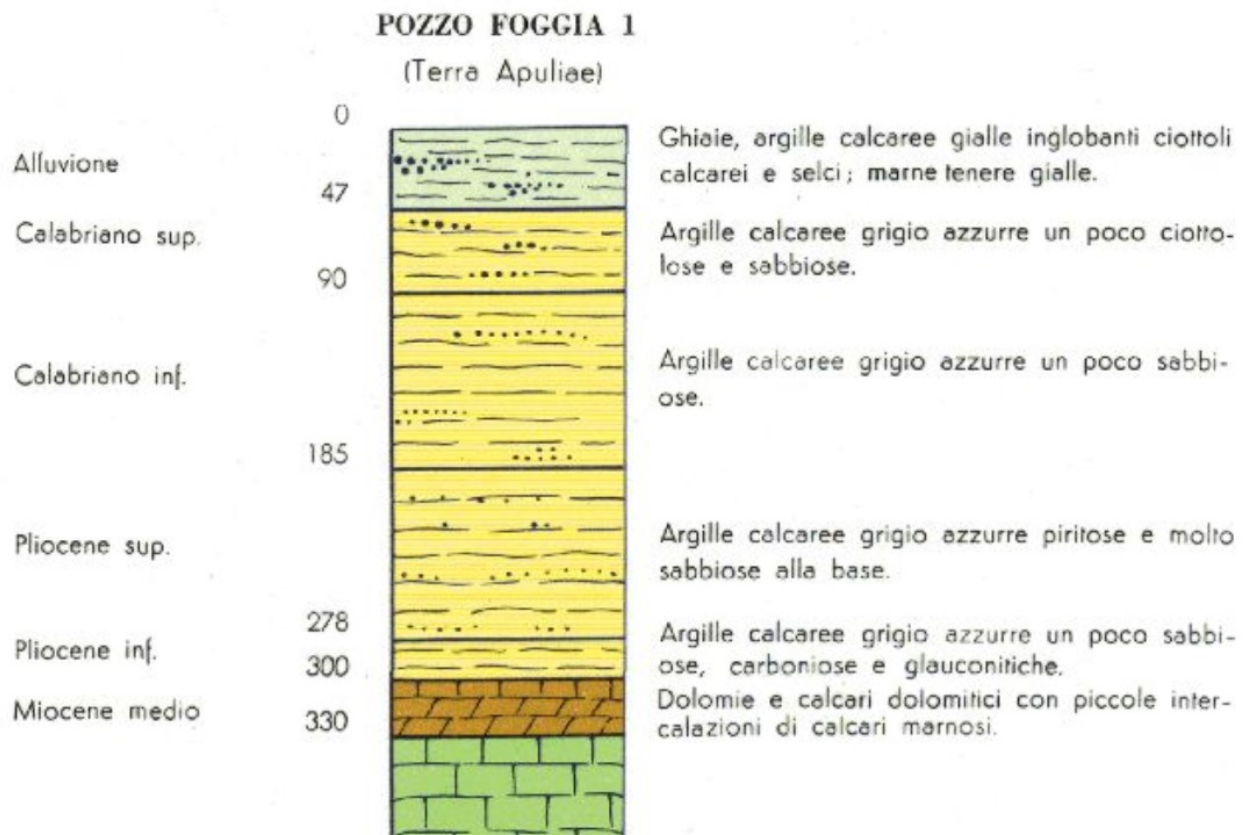 POZZO FOGGIA 1
(Terra Apuliae)
0
Alluvione
Ghiaie, argille calcaree gialle inglobanti ciottoli
calcarei e selci; marne tenere gialle.
47
Calabriano sup.
Argille calcaree grigio azzurre un poco ciotto-
lose e sabbiose.
90
Calabriano inf.
Argille calcaree grigio azzurre un poco sabbi-
ose.
185
Pliocene sup.
Argille calcaree grigio azzurre piritose e molto
sabbiose alla base.
278
Pliocene inf.
Argille calcaree grigio azzurre un poco sabbi-
ose, carboniose e glauconitiche.
300
Miocene medio
Dolomie e calcari dolomitici con piccole inter-
calazioni di calcari marnosi.
330